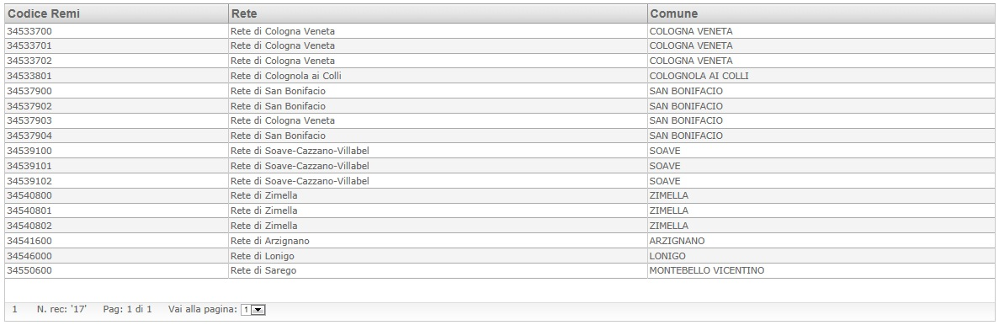 Codice Remi Rete Comune
34533700 Rete di Cologna Veneta COLOGNA VENETA
34533701 Rete di Cologna Veneta COLOGNA VENETA
34533702 Rete di Cologna Veneta COLOGNA VENETA
34533801 Rete di Colognola ai Colli COLOGNOLA AI COLLI
34537900 Rete di San Bonifacio SAN BONIFACIO
34537902 Rete di San Bonifacio SAN BONIFACIO
34537903 Rete di Cologna Veneta SAN BONIFACIO
34537904 Rete di San Bonifacio SAN BONIFACIO
34539100 Rete di Soave-Cazzano-Villabel SOAVE
34539101 Rete di Soave-Cazzano-Villabel SOAVE
34539102 Rete di Soave-Cazzano-Villabel SOAVE
34540800 Rete di Zimella ZIMELLA
34540801 Rete di Zimella ZIMELLA
34540802 Rete di Zimella ZIMELLA
34541600 Rete di Arzignano ARZIGNANO
34546000 Rete di Lonigo LONIGO
34550600 Rete di Sarego MONTEBELLO VICENTINO
1 N. rec: '17' Pag: 1 di 1 Vai alla pagina: 1